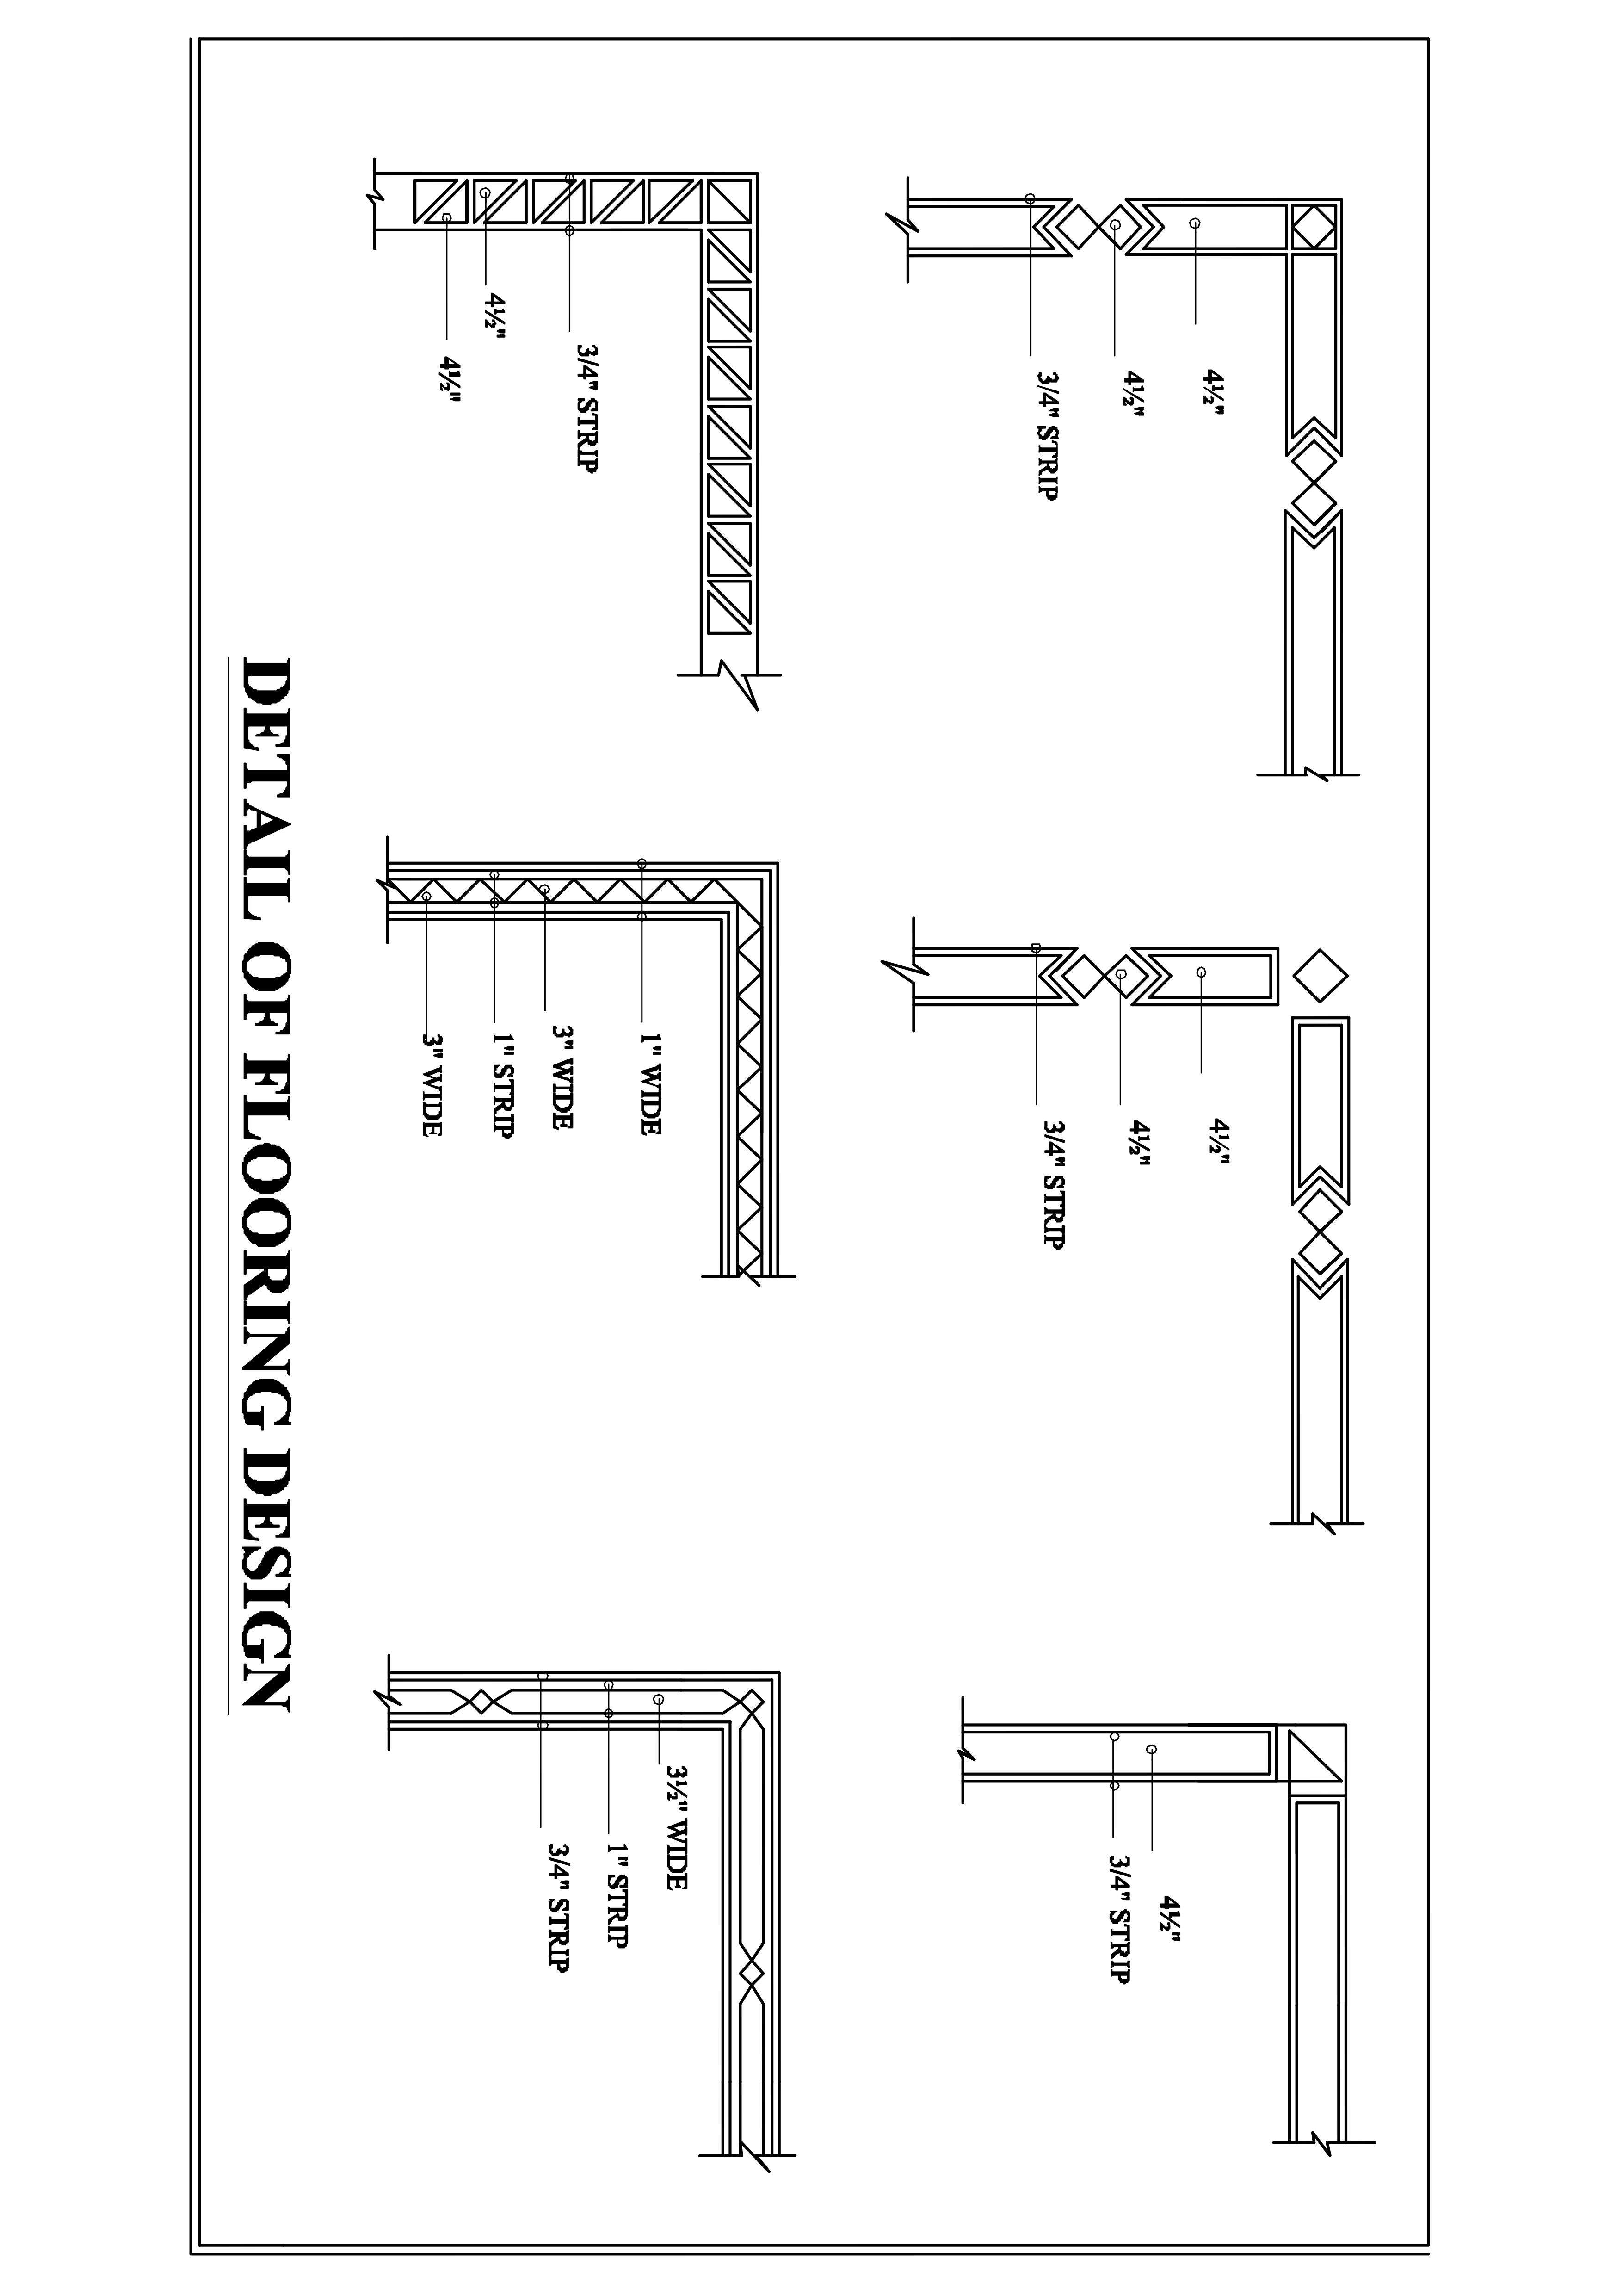 4½"
4½"
3/4" STRIP
4½"
4½"
3/4" STRIP
4½"
3/4" STRIP
3/4" STRIP
4½"
4½"
1" WIDE
3" WIDE
1" STRIP
3" WIDE
3½" WIDE
1" STRIP
3/4" STRIP
DETAIL OF FLOORING DESIGN